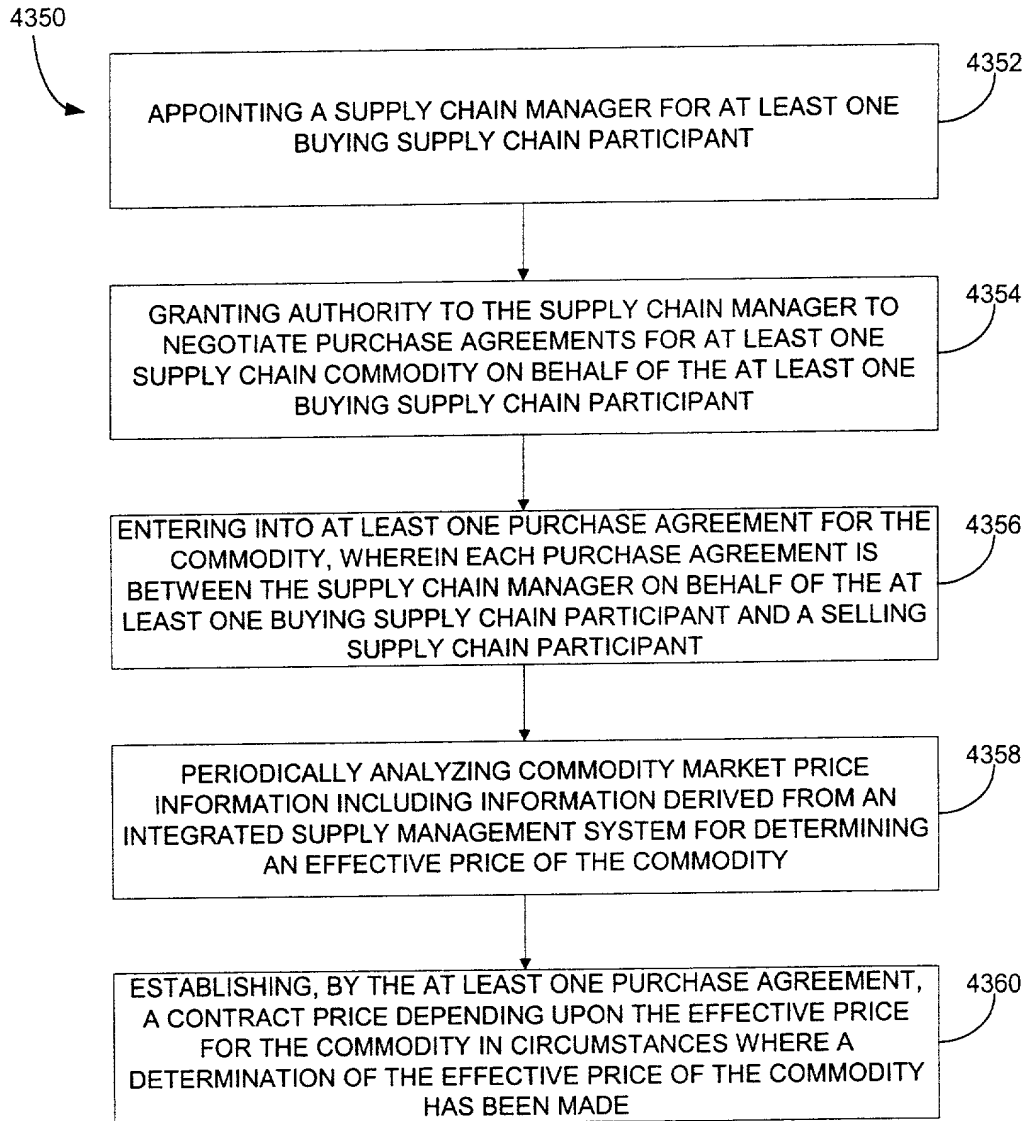 4350
4352
APPOINTING A SUPPLY CHAIN MANAGER FOR AT LEAST ONE
BUYING SUPPLY CHAIN PARTICIPANT
4354
GRANTING AUTHORITY TO THE SUPPLY CHAIN MANAGER TO
NEGOTIATE PURCHASE AGREEMENTS FOR AT LEAST ONE
SUPPLY CHAIN COMMODITY ON BEHALF OF THE AT LEAST ONE
BUYING SUPPLY CHAIN PARTICIPANT
4356
ENTERING INTO AT LEAST ONE PURCHASE AGREEMENT FOR THE
COMMODITY, WHEREIN EACH PURCHASE AGREEMENT IS
BETWEEN THE SUPPLY CHAIN MANAGER ON BEHALF OF THE AT
LEAST ONE BUYING SUPPLY CHAIN PARTICIPANT AND A SELLING
SUPPLY CHAIN PARTICIPANT
4358
PERIODICALLY ANALYZING COMMODITY MARKET PRICE
INFORMATION INCLUDING INFORMATION DERIVED FROM AN
INTEGRATED SUPPLY MANAGEMENT SYSTEM FOR DETERMINING
AN EFFECTIVE PRICE OF THE COMMODITY
4360
ESTABLISHING, BY THE AT LEAST ONE PURCHASE AGREEMENT,
A CONTRACT PRICE DEPENDING UPON THE EFFECTIVE PRICE
FOR THE COMMODITY IN CIRCUMSTANCES WHERE A
DETERMINATION OF THE EFFECTIVE PRICE OF THE COMMODITY
HAS BEEN MADE